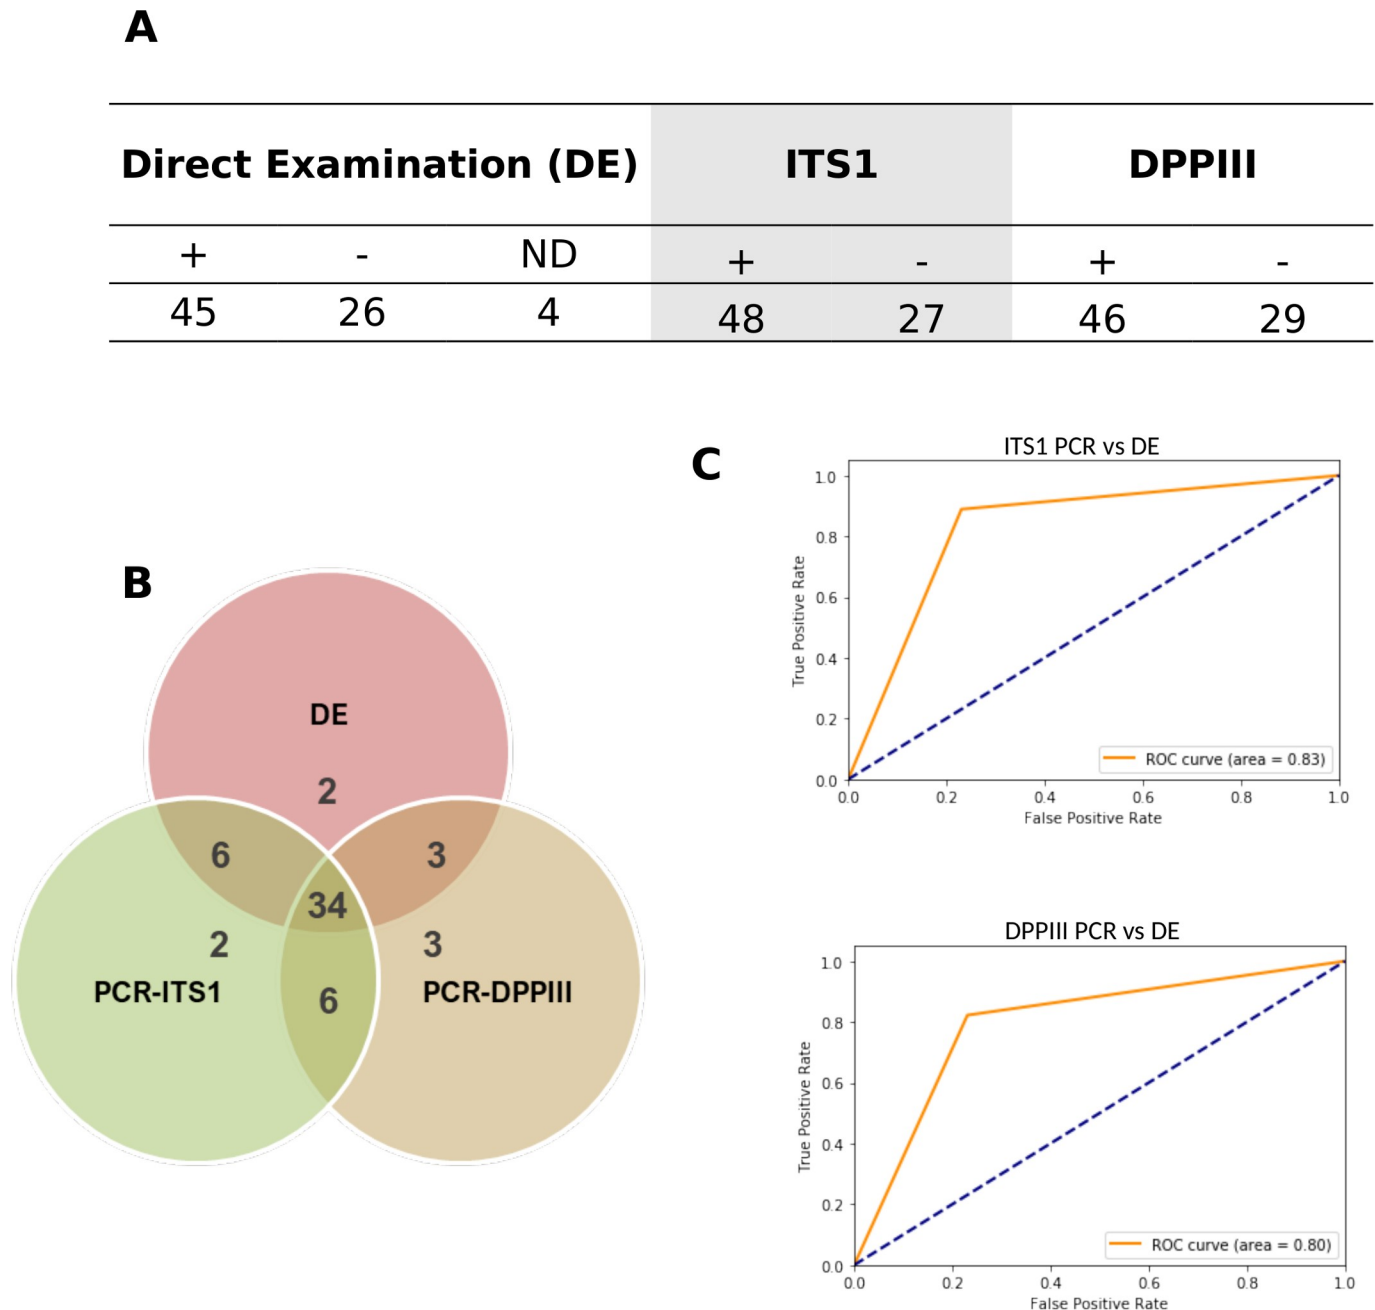 A
Direct Examination (DE) ITS1 DPPIII
+ - ND + - + -
45 26 4 48 27 46 29
B
DE
2
6 3
34
2 3
PCR-ITS1 PCR-DPPIII
6
C
ITS1 PCR vs DE
True Positive Rate
1.0
0.8
0.6
0.4
0.2
0.0
ROC curve (area = 0.83)
0.0 0.2 0.4 0.6 0.8 1.0
False Positive Rate
DPPIII PCR vs DE
True Positive Rate
1.0
0.8
0.6
0.4
0.2
0.0
ROC curve (area = 0.80)
0.0 0.2 0.4 0.6 0.8 1.0
False Positive Rate